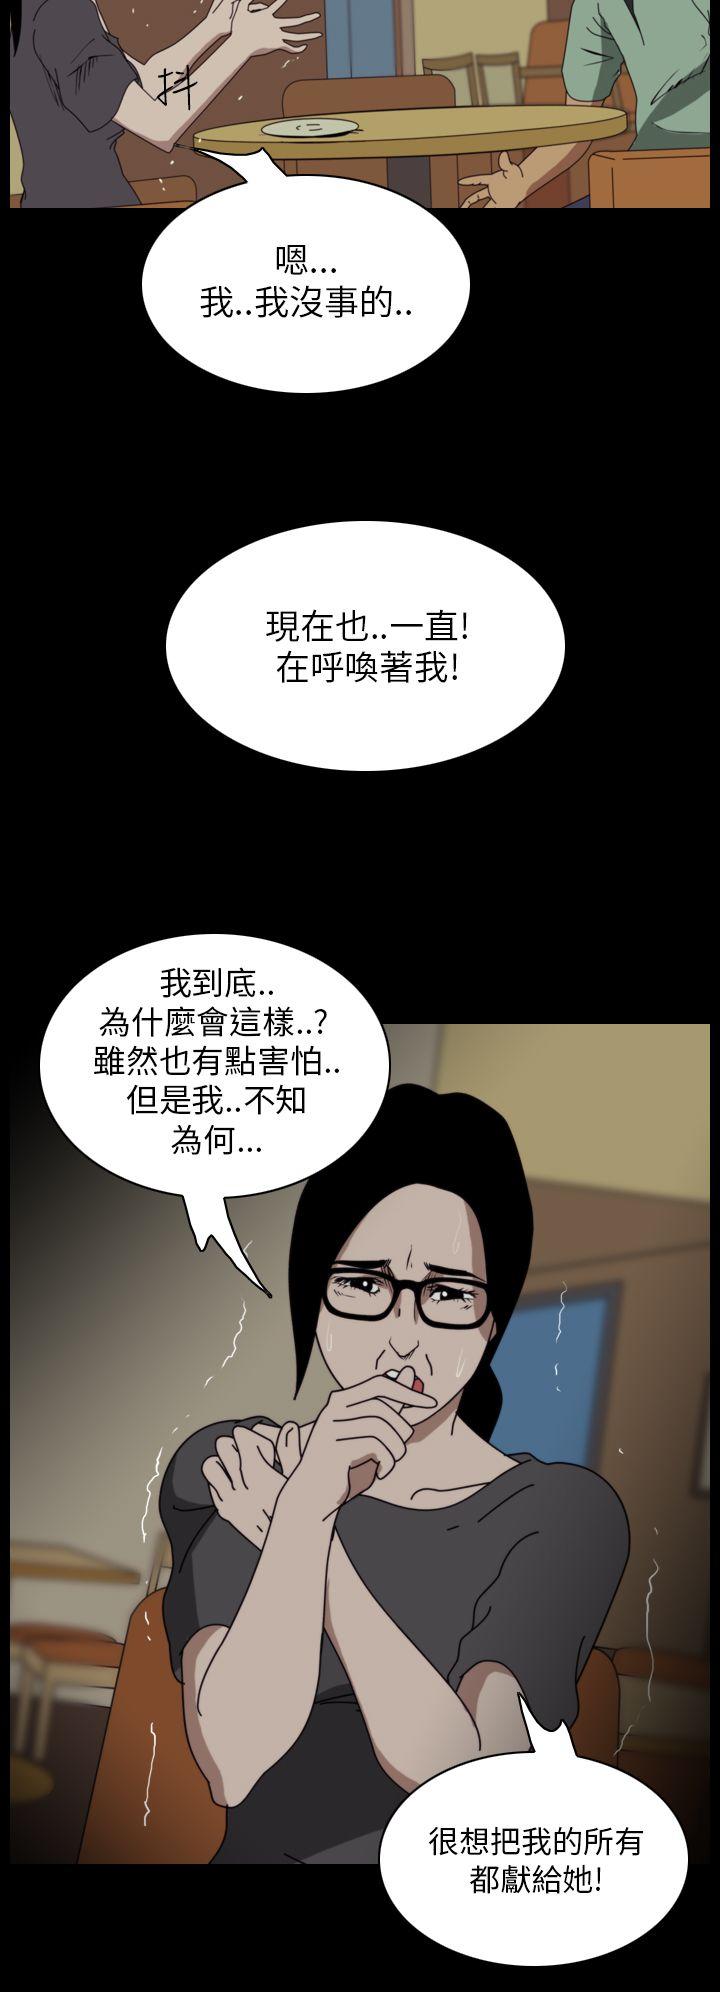 抖
嗯...
我..我沒事的..
現在也..一直!
在呼喚著我!
我到底..
為什麼會這樣..?
雖然也有點害怕..
但是我..不知
為何...
很想把我的所有
都獻給她!